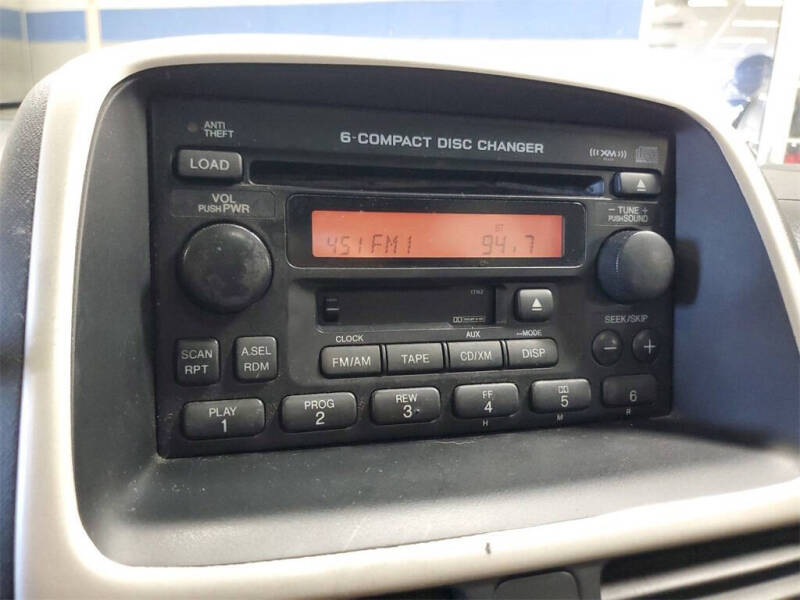 ANTI
THEFT
6-COMPACT DISC CHANGER
XM
LOAD
VOL
PUSH PWR
- TUNE +
PUSH SOUND
ST
451 FM1 94.7
CLOCK
AUX
MODE
SEEK/SKIP
SCAN
RPT
A.SEL
RDM
FM/AM
TAPE
CD/XM
DISP
- +
PLAY
1
PROG
2
REW
3
FF
4
5
6
H
M
R